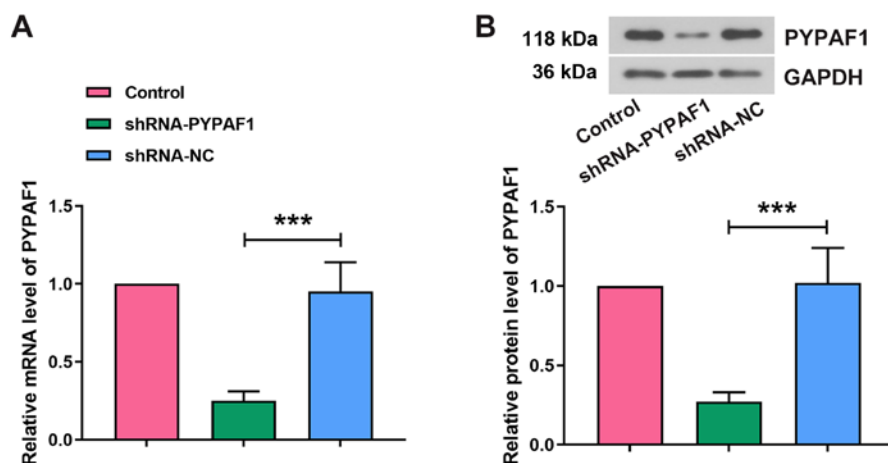 A
Control
shRNA-PYPAF1
shRNA-NC
Relative mRNA level of PYPAF1
1.5
1.0
0.5
0.0
***
B
118 kDa
PYPAF1
36 kDa
GAPDH
Control
shRNA-PYPAF1
shRNA-NC
Relative protein level of PYPAF1
1.5
1.0
0.5
0.0
***